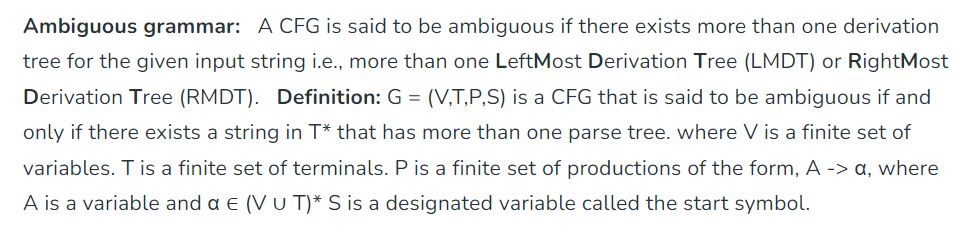 Ambiguous grammar: A CFG is said to be ambiguous if there exists more than one derivation
tree for the given input string i.e., more than one LeftMost Derivation Tree (LMDT) or RightMost
Derivation Tree (RMDT). Definition: G = (V,T,P,S) is a CFG that is said to be ambiguous if and
only if there exists a string in T* that has more than one parse tree. where V is a finite set of
variables. T is a finite set of terminals. P is a finite set of productions of the form, A -> α, where
A is a variable and α ∈ (V ∪ T)* S is a designated variable called the start symbol.